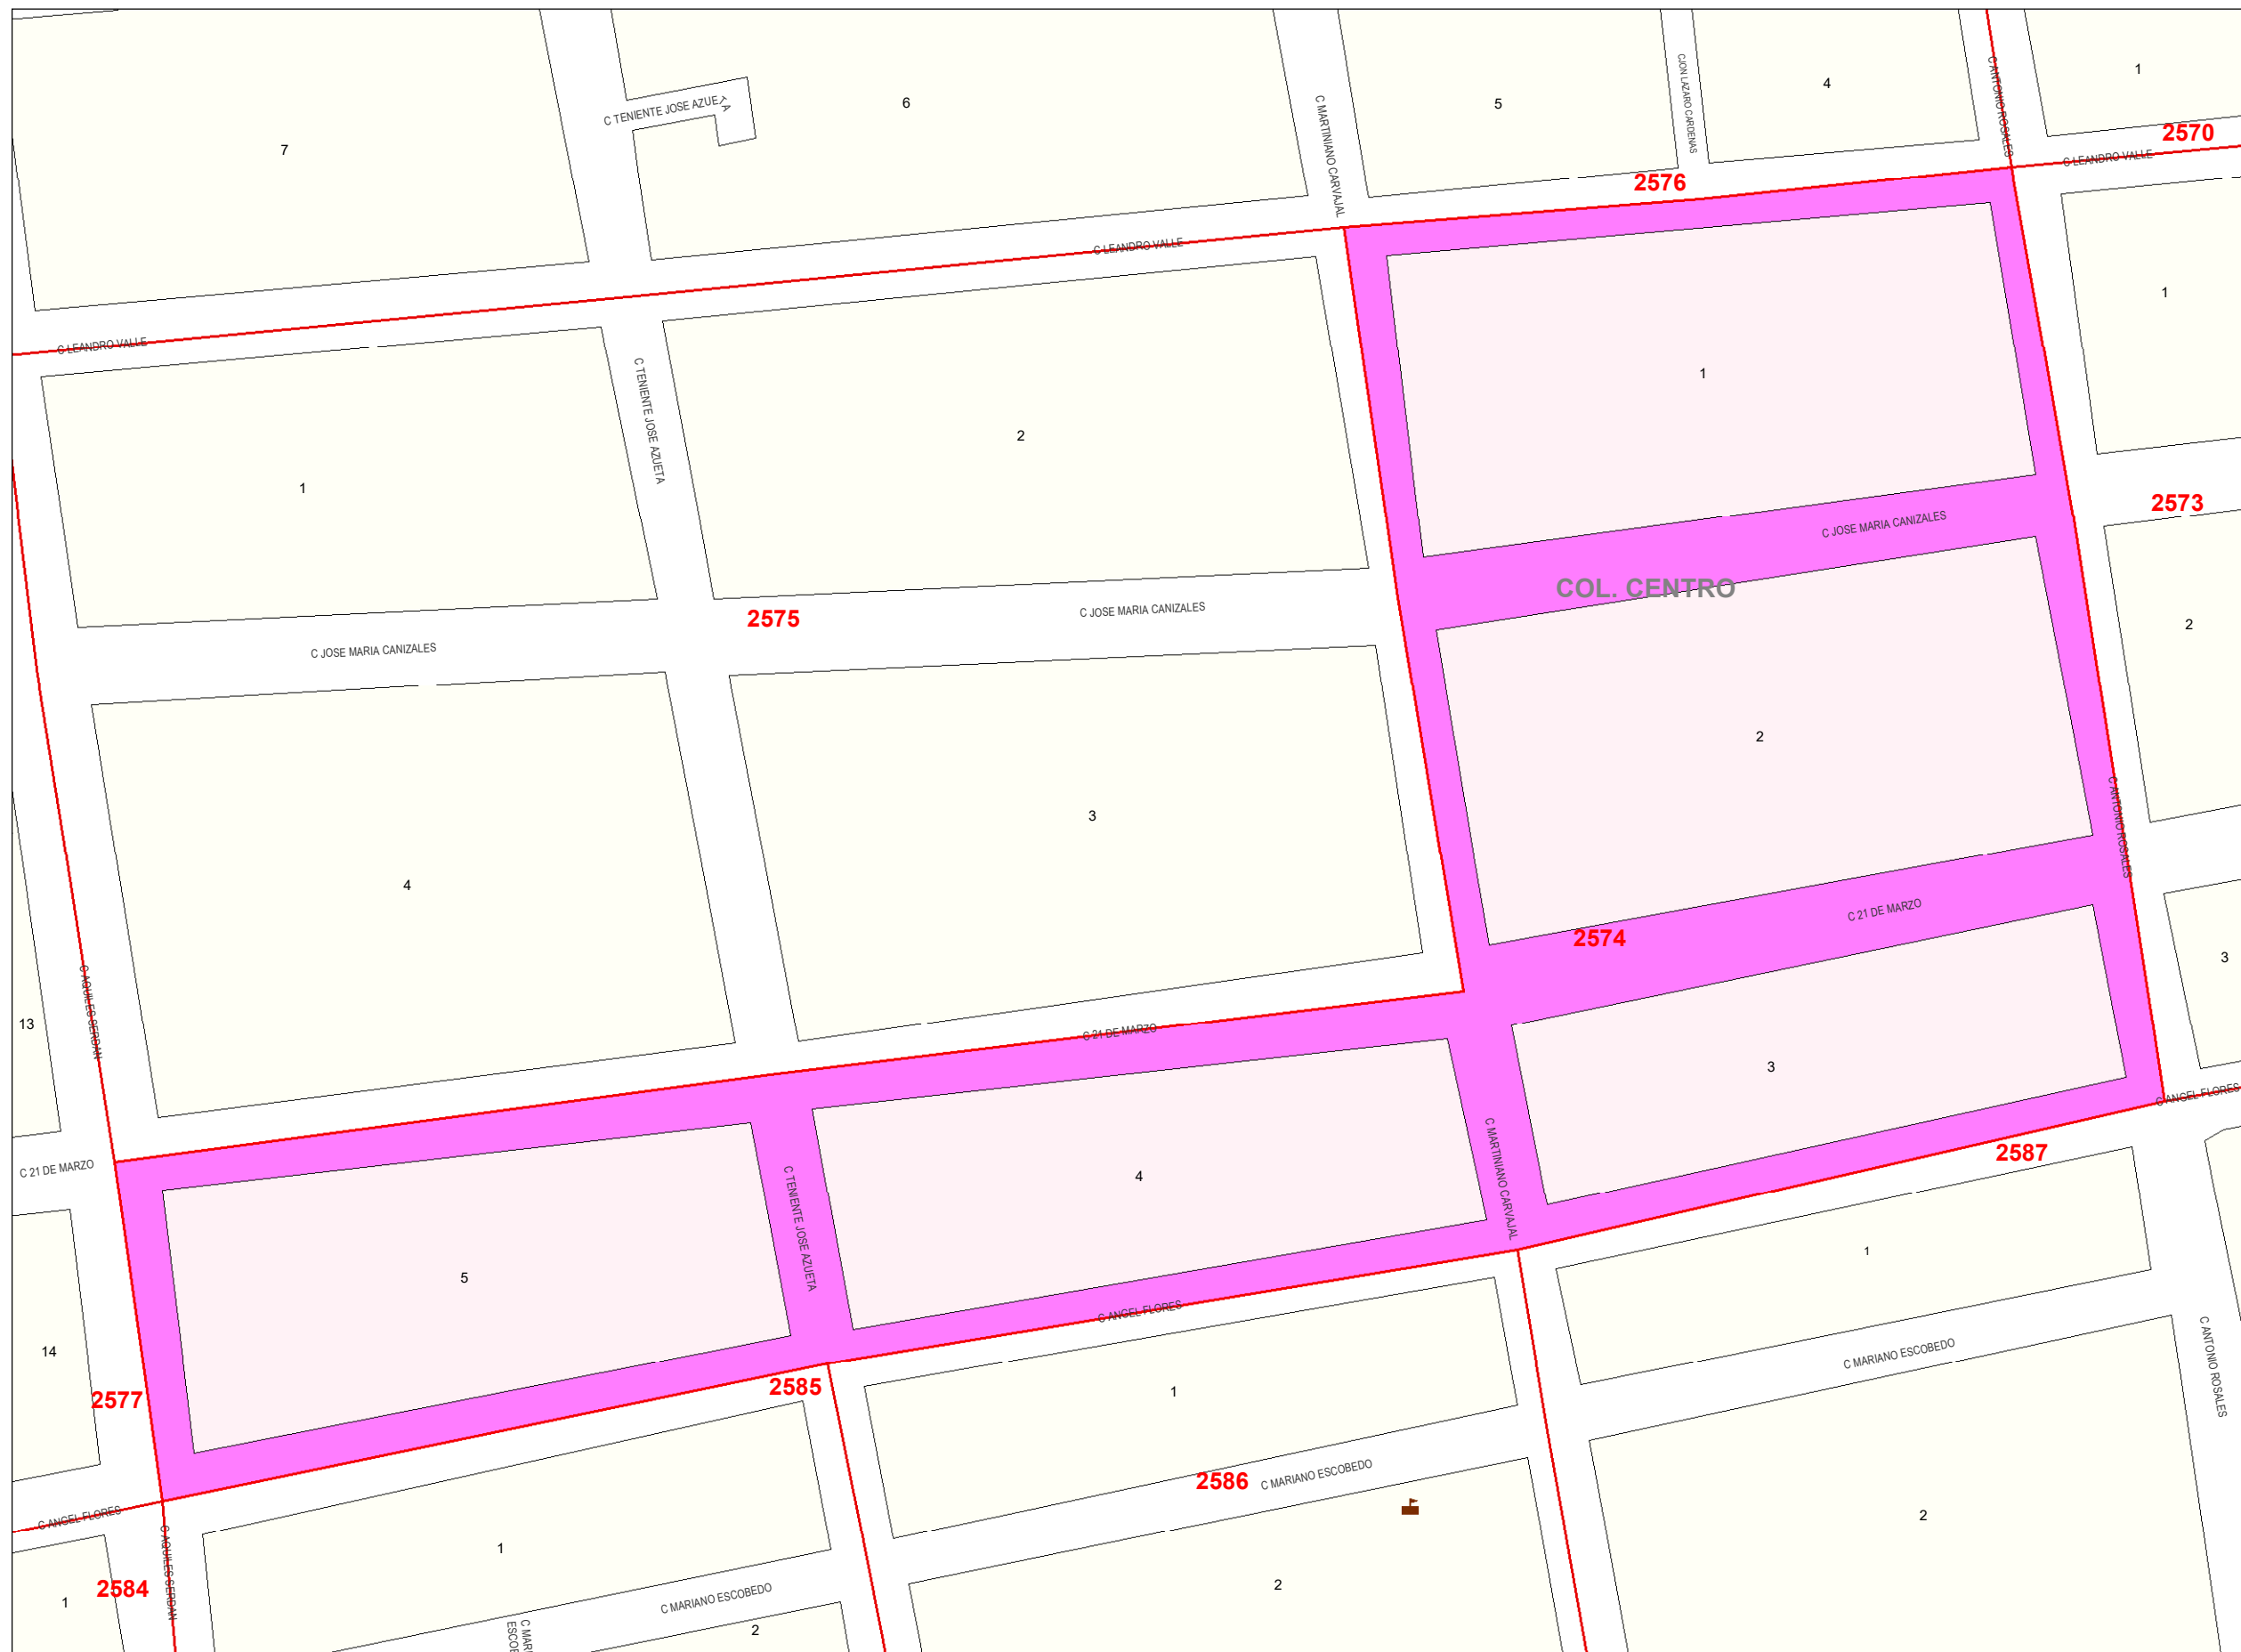 7
C TENIENTE JOSE AZUETA
6
C MARTINIANO CARVAJAL
5
CJON LAZARO CARDENAS
4
C ANTONIO ROSALES
1
2570
C LEANDRO VALLE
2576
C LEANDRO VALLE
C LEANDRO VALLE
1
C TENIENTE JOSE AZUETA
2
1
1
C JOSE MARIA CANIZALES
2573
COL. CENTRO
2575
C JOSE MARIA CANIZALES
C JOSE MARIA CANIZALES
2
2
C ANTONIO ROSALES
3
4
C 21 DE MARZO
2574
3
13
C AQUILES SERDAN
C 21 DE MARZO
3
C ANGEL FLORES
C 21 DE MARZO
C TENIENTE JOSE AZUETA
4
C MARTINIANO CARVAJAL
2587
5
1
C ANGEL FLORES
14
2577
2585
1
C MARIANO ESCOBEDO
C ANTONIO ROSALES
2586
C MARIANO ESCOBEDO
C ANGEL FLORES
C AQUILES SERDAN
1
2
2
1
2584
C MARIANO ESCOBEDO
C MARI
ESCOB
2